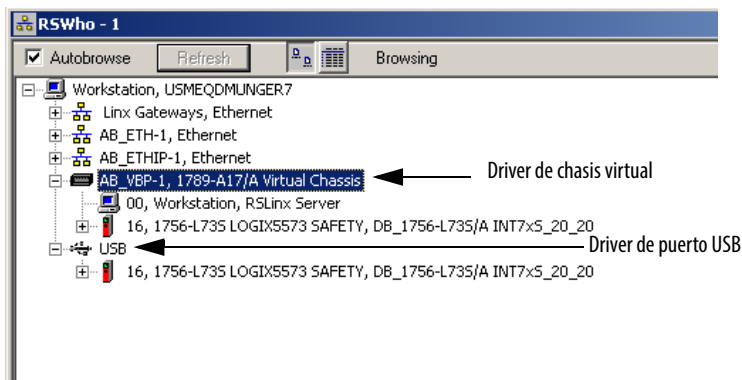 RSWho - 1
Autobrowse Refresh Browsing
Workstation, USMEQDMUNGER7
Linx Gateways, Ethernet
AB_ETH-1, Ethernet
AB_ETHIP-1, Ethernet
AB_VBP-1, 1789-A17/A Virtual Chassis Driver de chasis virtual
00, Workstation, RSLinx Server
16, 1756-L73S LOGIX5573 SAFETY, DB_1756-L73S/A INT7xS_20_20
USB Driver de puerto USB
16, 1756-L73S LOGIX5573 SAFETY, DB_1756-L73S/A INT7xS_20_20